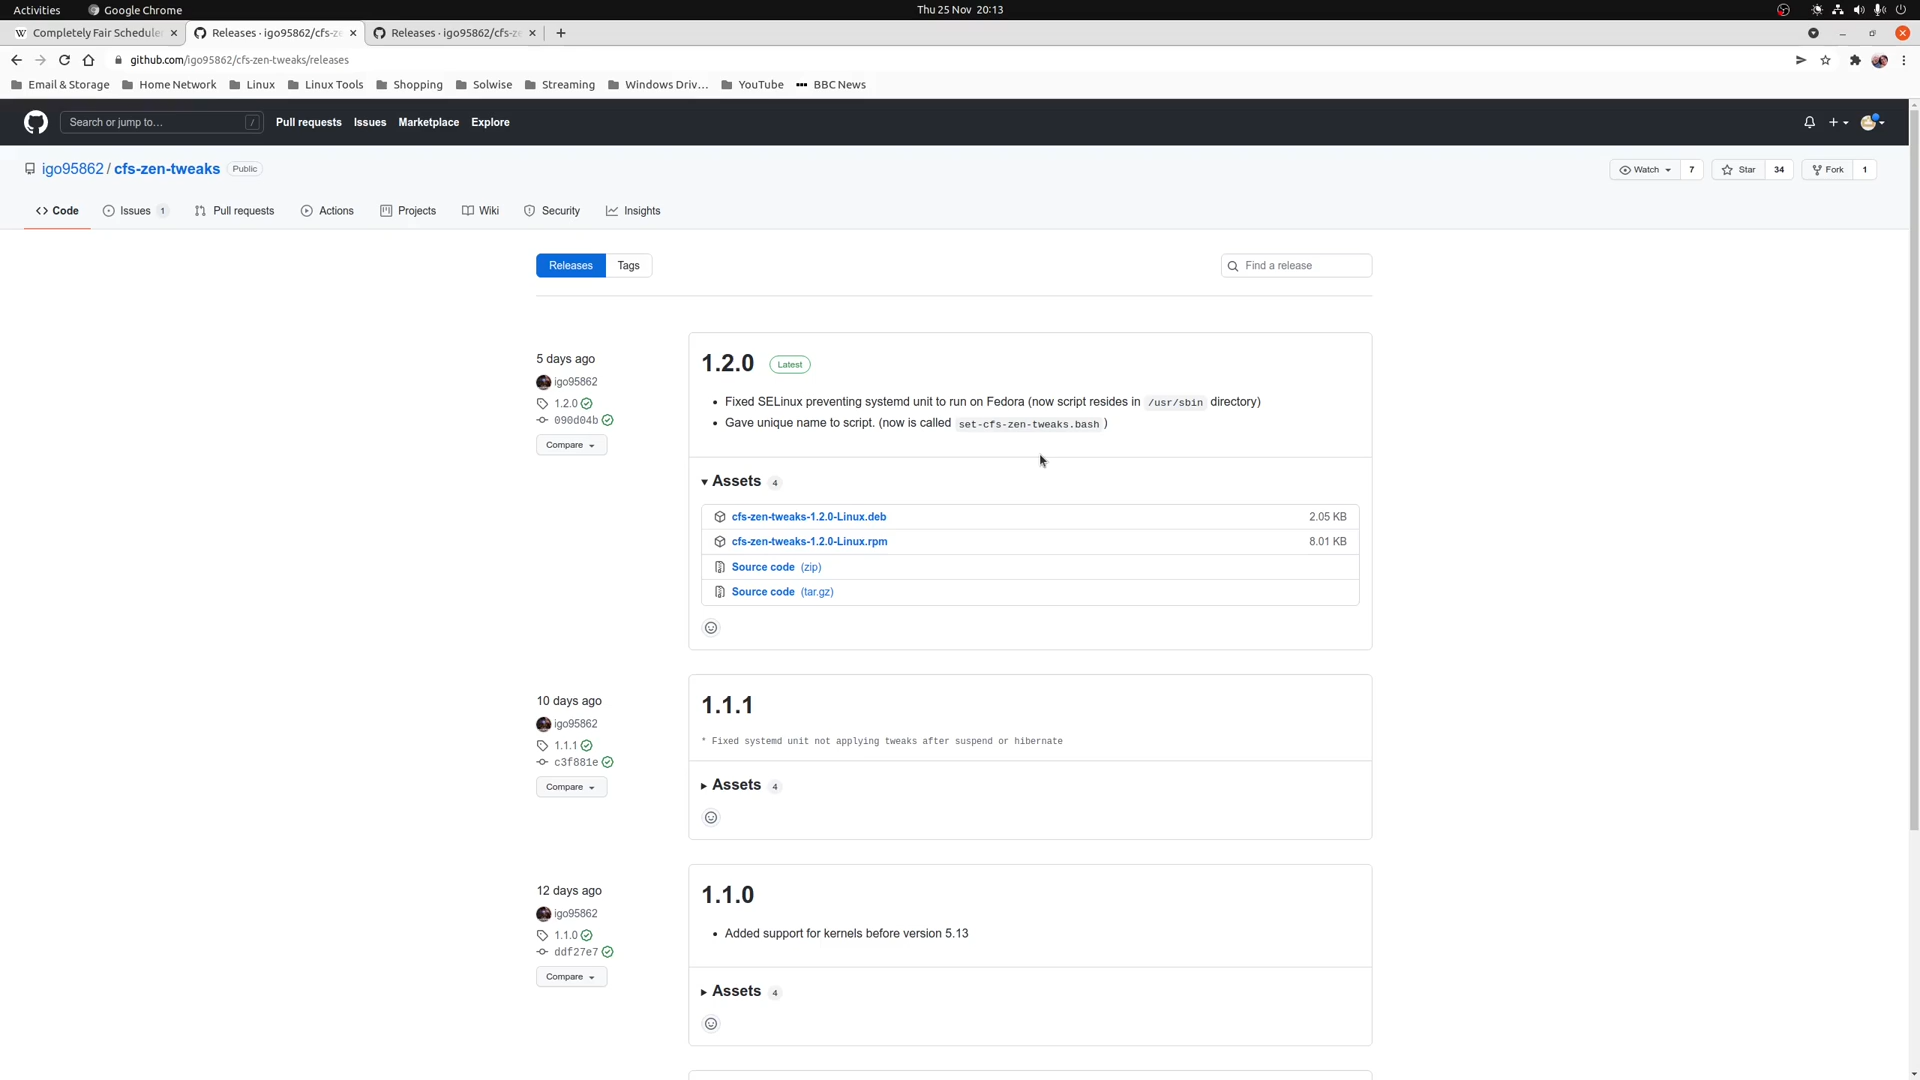 Activities Google Chrome Thu 25 Nov 20:13
Completely Fair Scheduler Releases · igo95862/cfs-ze Releases · igo95862/cfs-ze
github.com/igo95862/cfs-zen-tweaks/releases
Email & Storage Home Network Linux Linux Tools Shopping Solwise Streaming Windows Driv… YouTube BBC News
Search or jump to… / Pull requests Issues Marketplace Explore
igo95862 / cfs-zen-tweaks Public Watch 7 Star 34 Fork 1
Code Issues 1 Pull requests Actions Projects Wiki Security Insights
Releases Tags Find a release
5 days ago
igo95862
1.2.0
090d04b
Compare
1.2.0 Latest
• Fixed SELinux preventing systemd unit to run on Fedora (now script resides in /usr/sbin directory)
• Gave unique name to script. (now is called set-cfs-zen-tweaks.bash )
Assets 4
cfs-zen-tweaks-1.2.0-Linux.deb 2.05 KB
cfs-zen-tweaks-1.2.0-Linux.rpm 8.01 KB
Source code (zip)
Source code (tar.gz)
10 days ago
igo95862
1.1.1
c3f881e
Compare
1.1.1
* Fixed systemd unit not applying tweaks after suspend or hibernate
Assets 4
12 days ago
igo95862
1.1.0
ddf27e7
Compare
1.1.0
• Added support for kernels before version 5.13
Assets 4